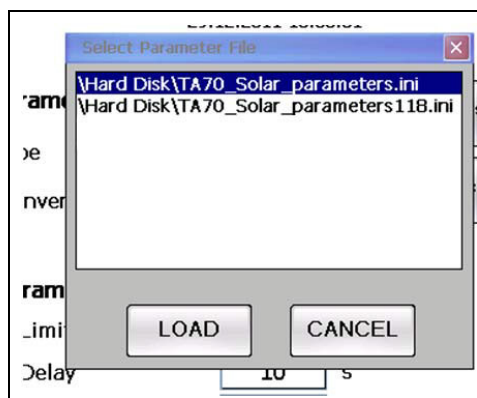 Select Parameter File
\Hard Disk\TA70_Solar_parameters.ini
\Hard Disk\TA70_Solar_parameters118.ini
LOAD
CANCEL
Delay
10 s